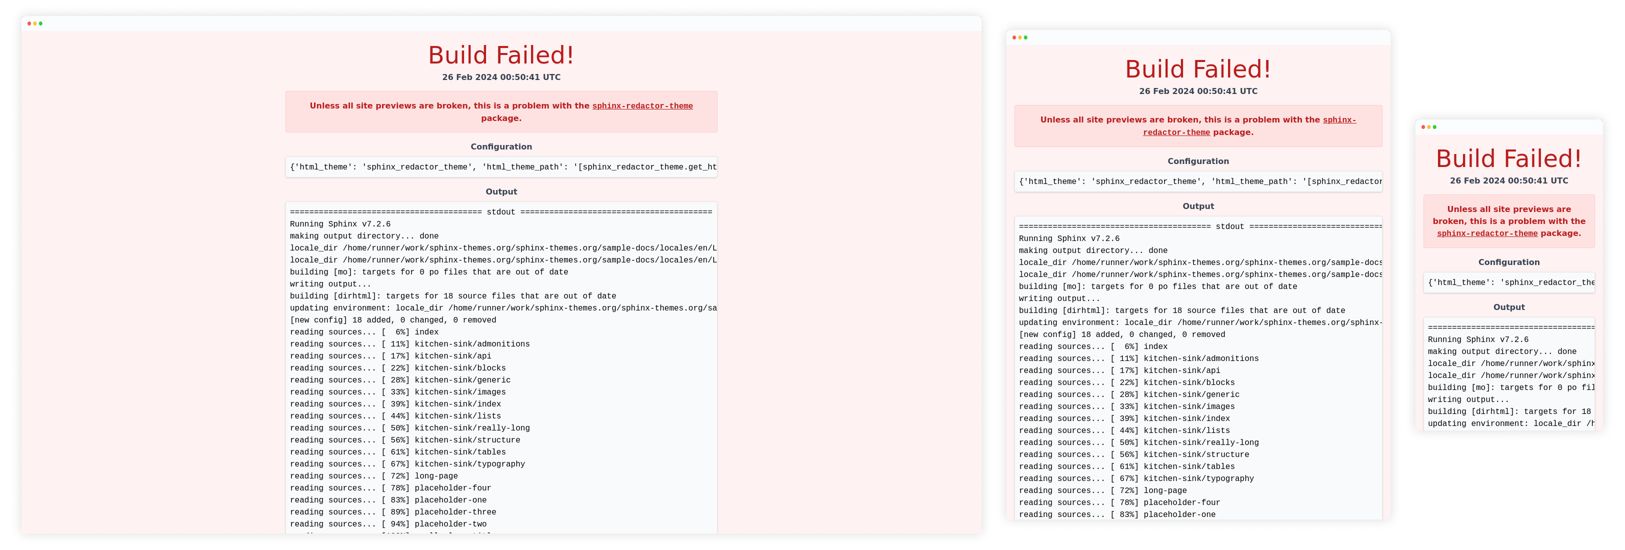 Build Failed!
26 Feb 2024 00:50:41 UTC
Unless all site previews are broken, this is a problem with the sphinx-redactor-theme
package.
Configuration
{'html_theme': 'sphinx_redactor_theme', 'html_theme_path': '[sphinx_redactor_theme.get_ht
Output
======================================== stdout ========================================
Running Sphinx v7.2.6
making output directory... done
locale_dir /home/runner/work/sphinx-themes.org/sphinx-themes.org/sample-docs/locales/en/L
locale_dir /home/runner/work/sphinx-themes.org/sphinx-themes.org/sample-docs/locales/en/L
building [mo]: targets for 0 po files that are out of date
writing output...
building [dirhtml]: targets for 18 source files that are out of date
updating environment: locale_dir /home/runner/work/sphinx-themes.org/sphinx-themes.org/sa
[new config] 18 added, 0 changed, 0 removed
reading sources... [  6%] index
reading sources... [ 11%] kitchen-sink/admonitions
reading sources... [ 17%] kitchen-sink/api
reading sources... [ 22%] kitchen-sink/blocks
reading sources... [ 28%] kitchen-sink/generic
reading sources... [ 33%] kitchen-sink/images
reading sources... [ 39%] kitchen-sink/index
reading sources... [ 44%] kitchen-sink/lists
reading sources... [ 50%] kitchen-sink/really-long
reading sources... [ 56%] kitchen-sink/structure
reading sources... [ 61%] kitchen-sink/tables
reading sources... [ 67%] kitchen-sink/typography
reading sources... [ 72%] long-page
reading sources... [ 78%] placeholder-four
reading sources... [ 83%] placeholder-one
reading sources... [ 89%] placeholder-three
reading sources... [ 94%] placeholder-two
Build Failed!
26 Feb 2024 00:50:41 UTC
Unless all site previews are broken, this is a problem with the sphinx-
redactor-theme package.
Configuration
{'html_theme': 'sphinx_redactor_theme', 'html_theme_path': '[sphinx_redactor
Output
======================================== stdout ============================
Running Sphinx v7.2.6
making output directory... done
locale_dir /home/runner/work/sphinx-themes.org/sphinx-themes.org/sample-docs
locale_dir /home/runner/work/sphinx-themes.org/sphinx-themes.org/sample-docs
building [mo]: targets for 0 po files that are out of date
writing output...
building [dirhtml]: targets for 18 source files that are out of date
updating environment: locale_dir /home/runner/work/sphinx-themes.org/sphinx-
[new config] 18 added, 0 changed, 0 removed
reading sources... [  6%] index
reading sources... [ 11%] kitchen-sink/admonitions
reading sources... [ 17%] kitchen-sink/api
reading sources... [ 22%] kitchen-sink/blocks
reading sources... [ 28%] kitchen-sink/generic
reading sources... [ 33%] kitchen-sink/images
reading sources... [ 39%] kitchen-sink/index
reading sources... [ 44%] kitchen-sink/lists
reading sources... [ 50%] kitchen-sink/really-long
reading sources... [ 56%] kitchen-sink/structure
reading sources... [ 61%] kitchen-sink/tables
reading sources... [ 67%] kitchen-sink/typography
reading sources... [ 72%] long-page
reading sources... [ 78%] placeholder-four
reading sources... [ 83%] placeholder-one
Build Failed!
26 Feb 2024 00:50:41 UTC
Unless all site previews are
broken, this is a problem with the
sphinx-redactor-theme package.
Configuration
{'html_theme': 'sphinx_redactor_the
Output
===================================
Running Sphinx v7.2.6
making output directory... done
locale_dir /home/runner/work/sphinx
locale_dir /home/runner/work/sphinx
building [mo]: targets for 0 po fil
writing output...
building [dirhtml]: targets for 18
updating environment: locale_dir /h